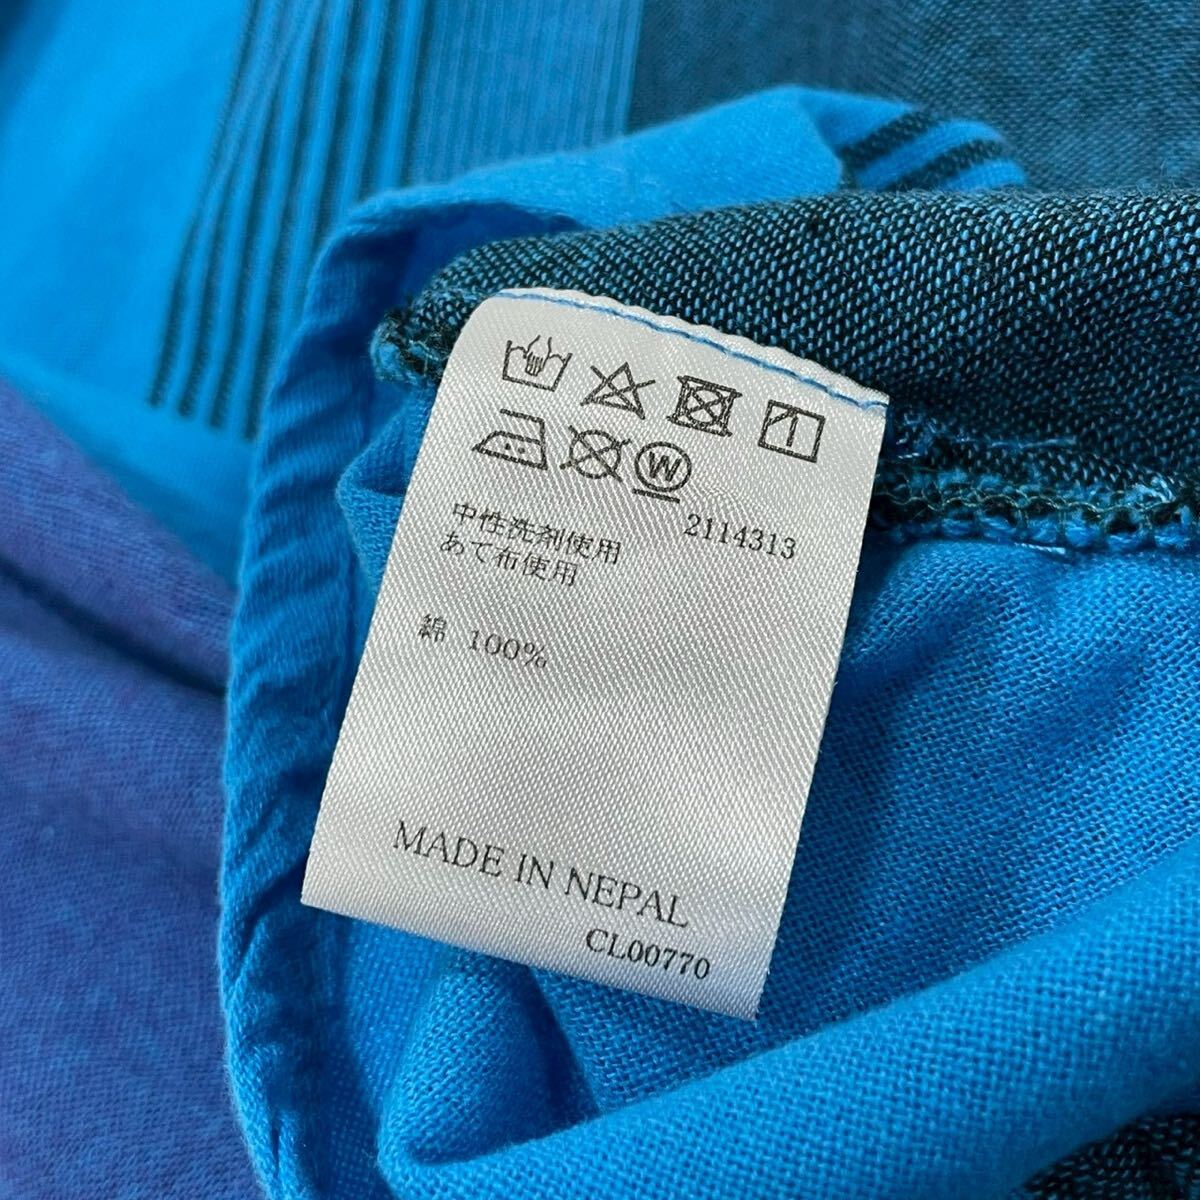 W
2114313
中性洗剤使用
あて布使用
綿 100%
MADE IN NEPAL
CL00770